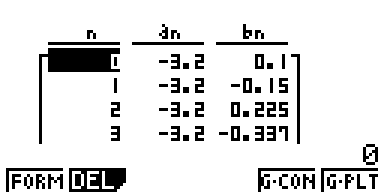 n an bn
0 -3.2 0.1
1 -3.2 -0.15
2 -3.2 0.225
3 -3.2 -0.337
0
FORM DEL G·CON G·PLT